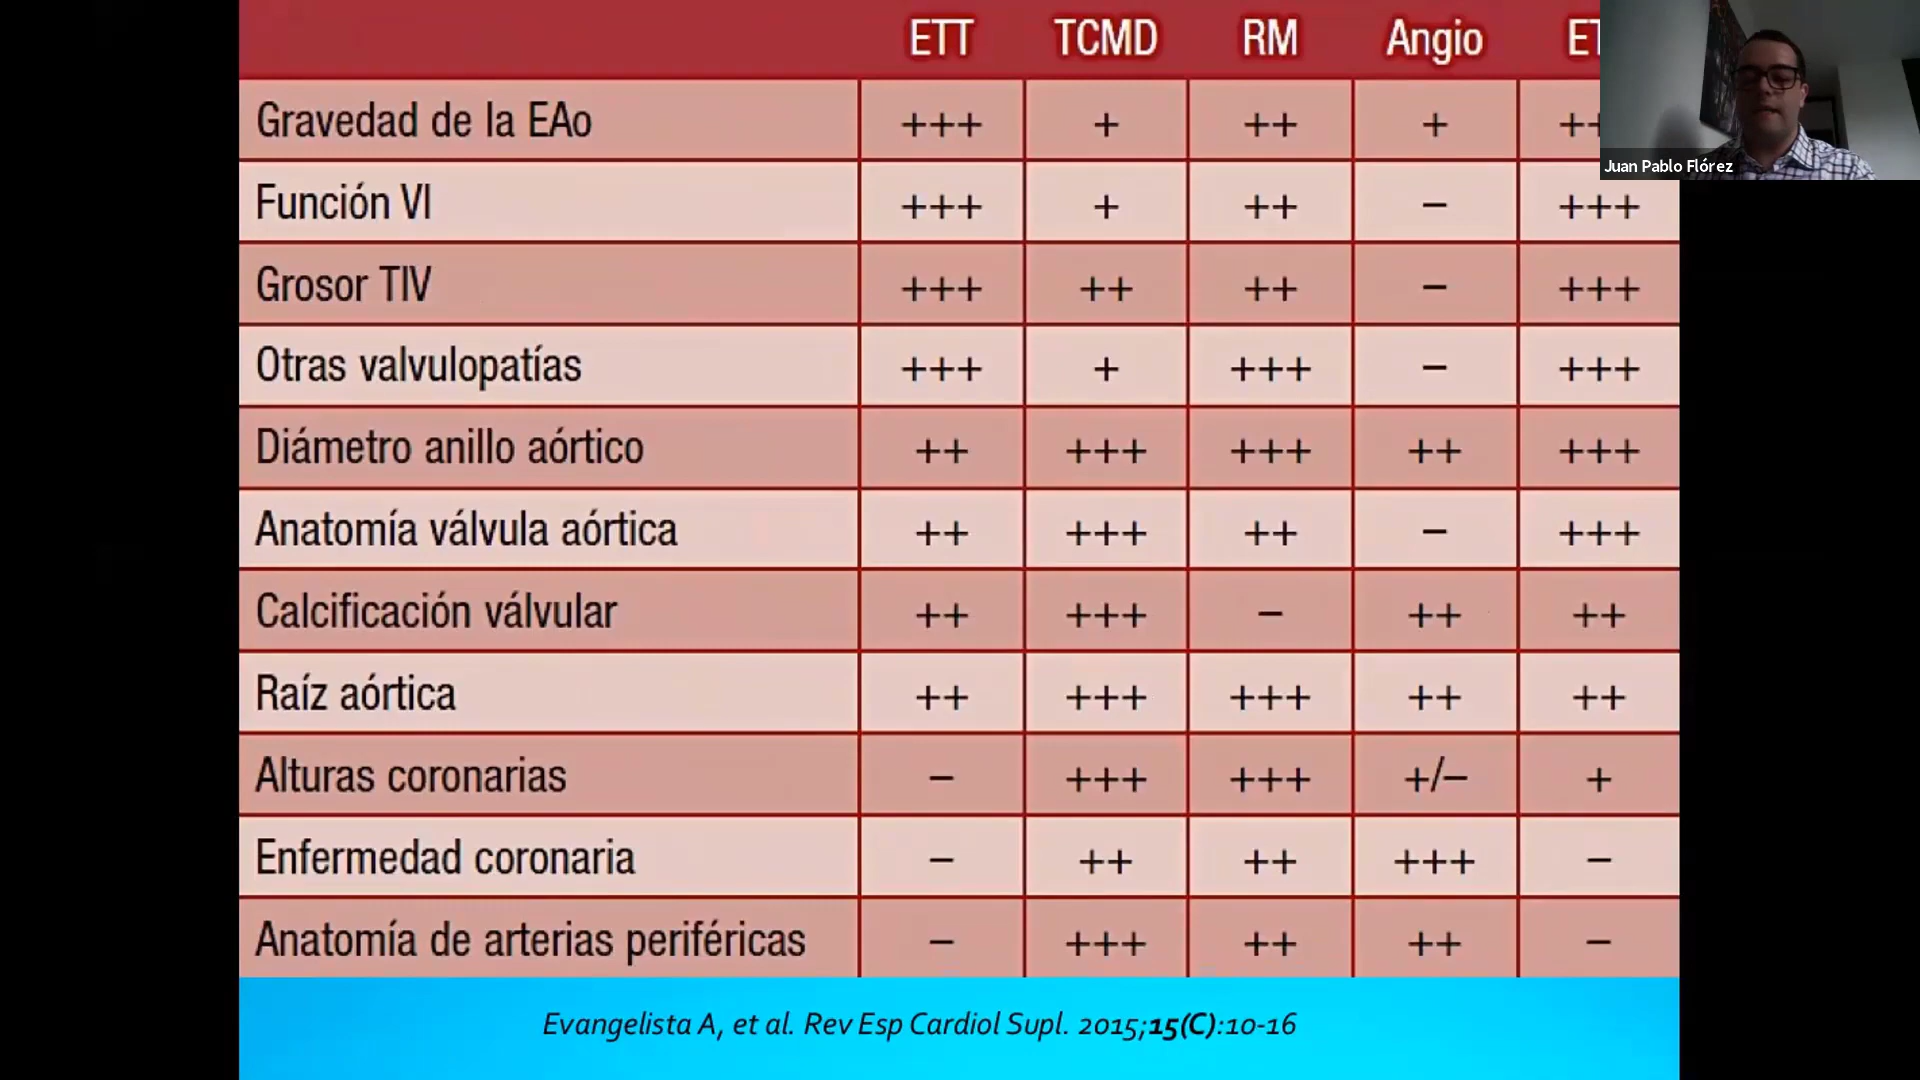 ETT TCMD RM Angio
Gravedad de la EAo +++ + ++ +
Función VI +++ + ++ – +++
Grosor TIV +++ ++ ++ – +++
Otras valvulopatías +++ + +++ – +++
Diámetro anillo aórtico ++ +++ +++ ++ +++
Anatomía válvula aórtica ++ +++ ++ – +++
Calcificación válvular ++ +++ – ++ ++
Raíz aórtica ++ +++ +++ ++ ++
Alturas coronarias – +++ +++ +/– +
Enfermedad coronaria – ++ ++ +++ –
Anatomía de arterias periféricas – +++ ++ ++ –
Evangelista A, et al. Rev Esp Cardiol Supl. 2015;15(C):10-16
Juan Pablo Flórez